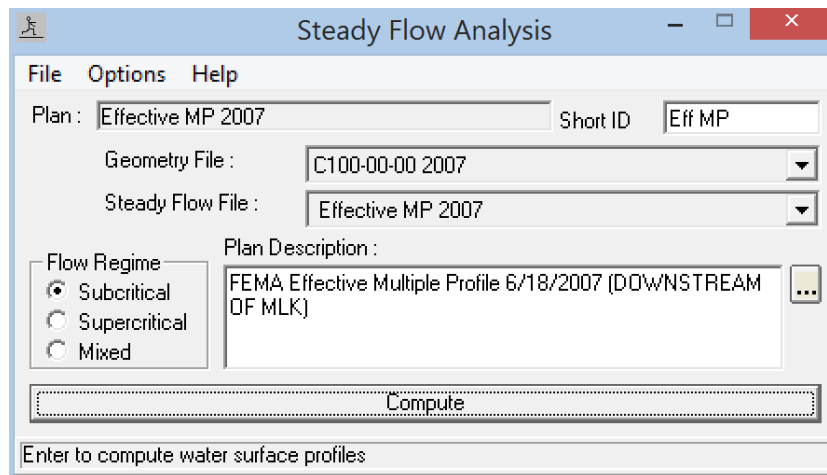 Steady Flow Analysis
File Options Help
Plan : Effective MP 2007 Short ID Eff MP
Geometry File : C100-00-00 2007
Steady Flow File : Effective MP 2007
Flow Regime
Subcritical
Supercritical
Mixed
Plan Description :
FEMA Effective Multiple Profile 6/18/2007 (DOWNSTREAM
OF MLK)
...
Compute
Enter to compute water surface profiles